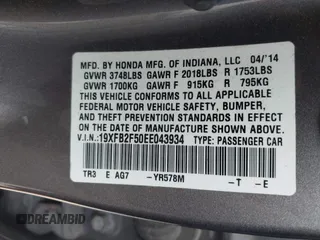 MFD. BY HONDA MFG. OF INDIANA, LLC 04/'14
GVWR 3748LBS GAWR F 2018LBS R 1753LBS
GVWR 1700KG GAWR F 915KG R 795KG
THIS VEHICLE CONFORMS TO ALL APPLICABLE
FEDERAL MOTOR VEHICLE SAFETY, BUMPER,
AND THEFT PREVENTION STANDARDS IN EFFECT
ON THE DATE OF MANUFACTURE SHOWN ABOVE.
V.I.N.: 19XFB2F50EE043934 TYPE: PASSENGER CAR
TR3 E AG7 -YR578M -T -E
DREAMBID